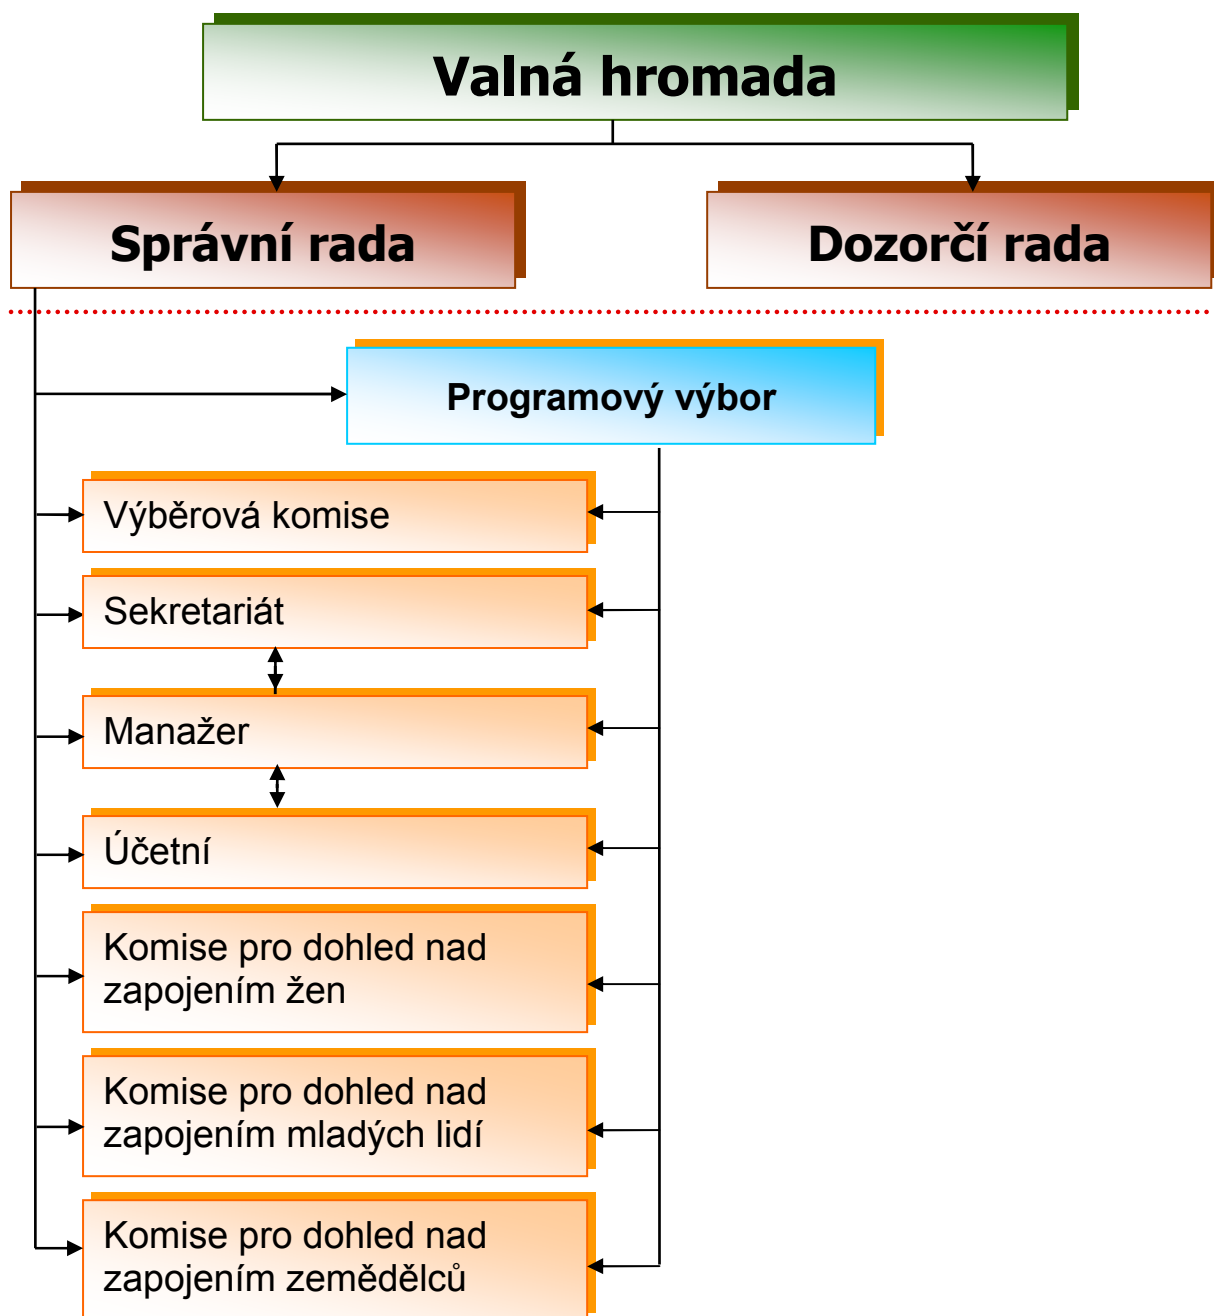 Valná hromada
Správní rada
Dozorčí rada
Programový výbor
Výběrová komise
Sekretariát
Manažer
Účetní
Komise pro dohled nad
zapojením žen
Komise pro dohled nad
zapojením mladých lidí
Komise pro dohled nad
zapojením zemědělců